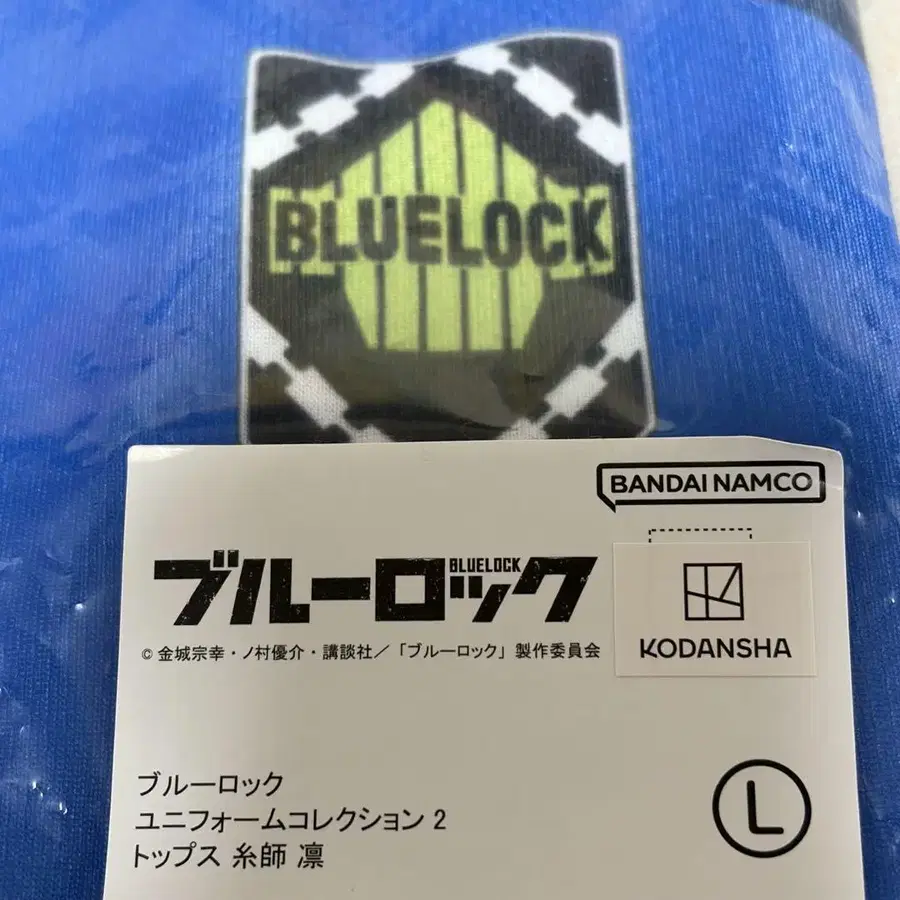 BLUELOCK
BANDAI NAMCO
BLUELOCK
ブルーロック
KODANSHA
© 金城宗幸・ノ村優介・講談社／「ブルーロック」製作委員会
ブルーロック
ユニフォームコレクション 2
トップス 糸師 凛
L